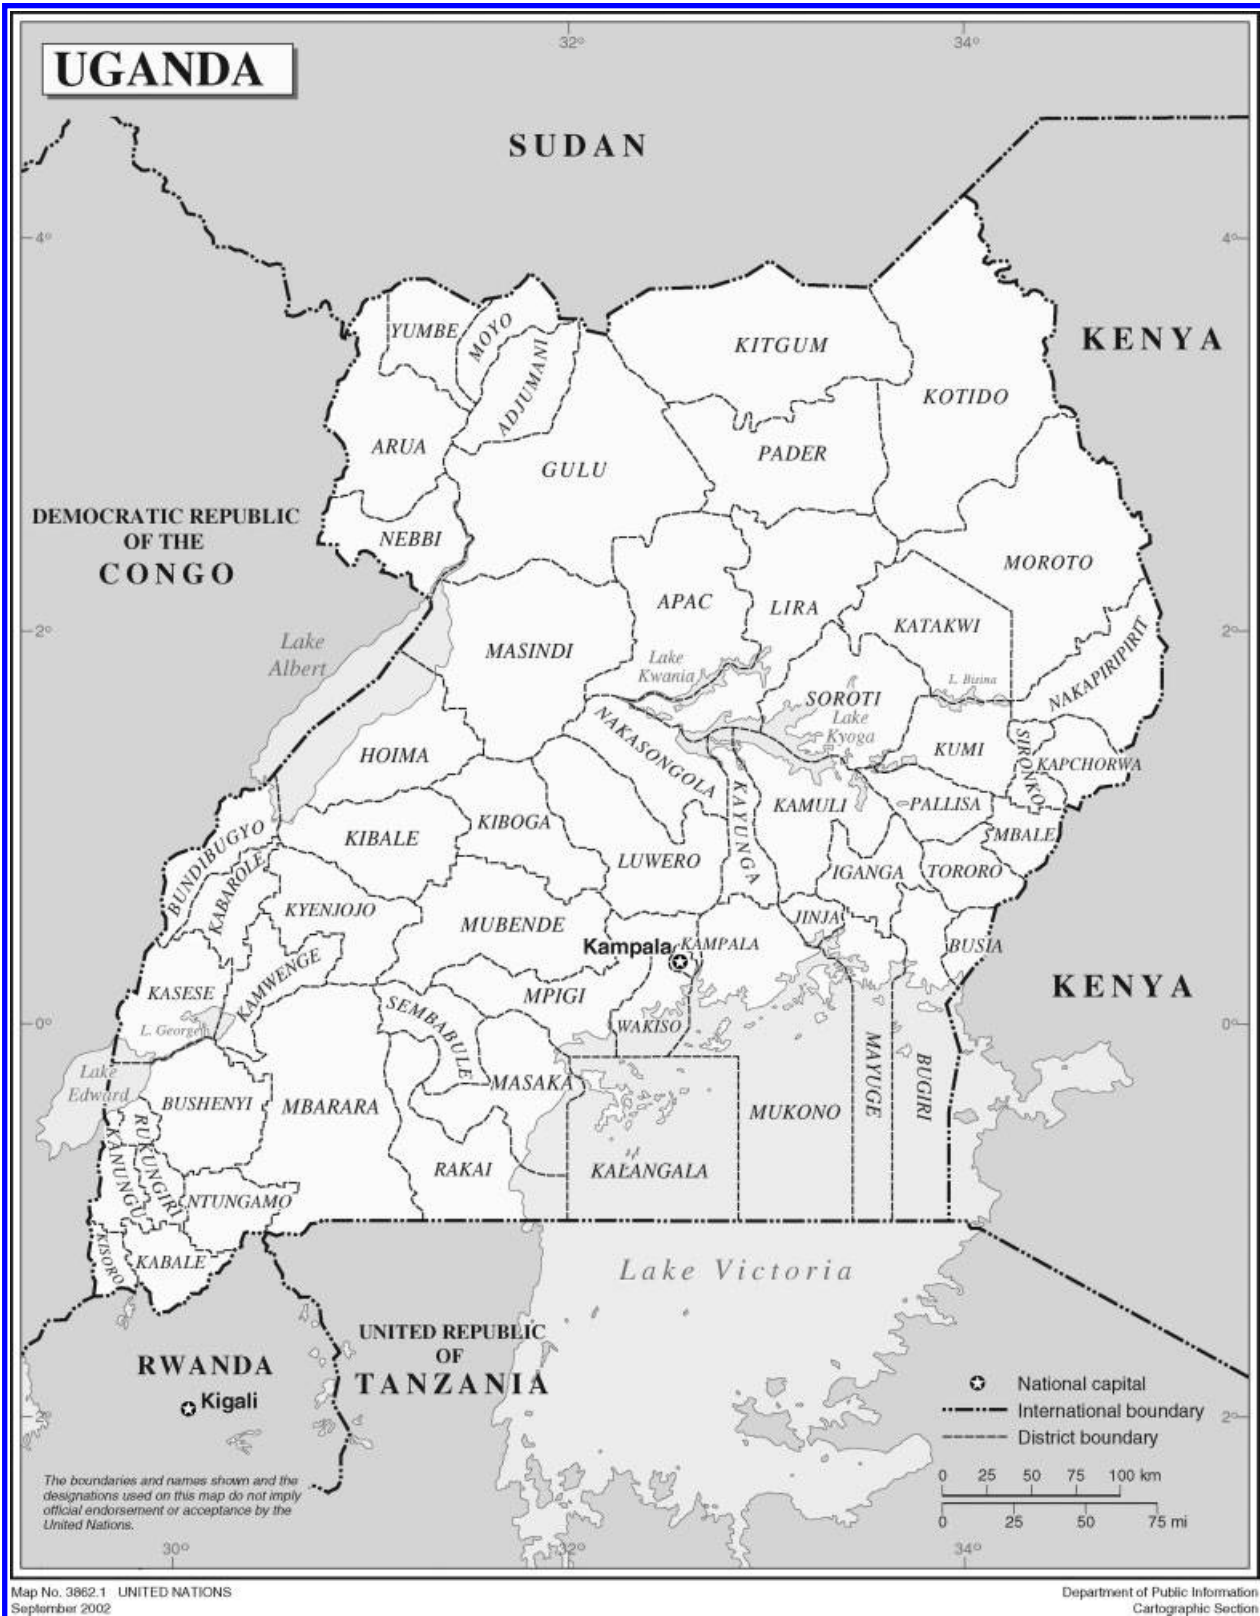 UGANDA
32°
34°
SUDAN
4°
4°
YUMBE
MOYO
ADJUMANI
KITGUM
KENYA
KOTIDO
ARUA
GULU
PADER
DEMOCRATIC REPUBLIC
OF THE
CONGO
NEBBI
MOROTO
APAC
LIRA
KATAKWI
2°
2°
Lake
Albert
MASINDI
Lake
Kwania
L. Bisina
NAKAPIRIPIRIT
SOROTI
Lake
Kyoga
NAKASONGOLA
HOIMA
KUMI
SIRONKO
KAPCHORWA
KAYUNGA
KAMULI
PALLISA
BUNDIBUGYO
KIBALE
KIBOGA
MBALE
LUWERO
IGANGA
TORORO
KABAROLE
KYENJOJO
MUBENDE
JINJA
Kampala
KAMPALA
BUSIA
KAMWENGE
KASESE
MPIGI
KENYA
SEMBABULE
WAKISO
L. George
0°
0°
Lake
Edward
MASAKA
MAYUGE
BUGIRI
BUSHENYI
MBARARA
MUKONO
RUKUNGIRI
KANUNGU
RAKAI
KALANGALA
NTUNGAMO
KISORO
KABALE
Lake Victoria
UNITED REPUBLIC
OF
TANZANIA
RWANDA
Kigali
National capital
International boundary
District boundary
2°
2°
0 25 50 75 100 km
0 25 50 75 mi
The boundaries and names shown and the
designations used on this map do not imply
official endorsement or acceptance by the
United Nations.
30°
32°
34°
Map No. 3862.1 UNITED NATIONS
September 2002
Department of Public Information
Cartographic Section